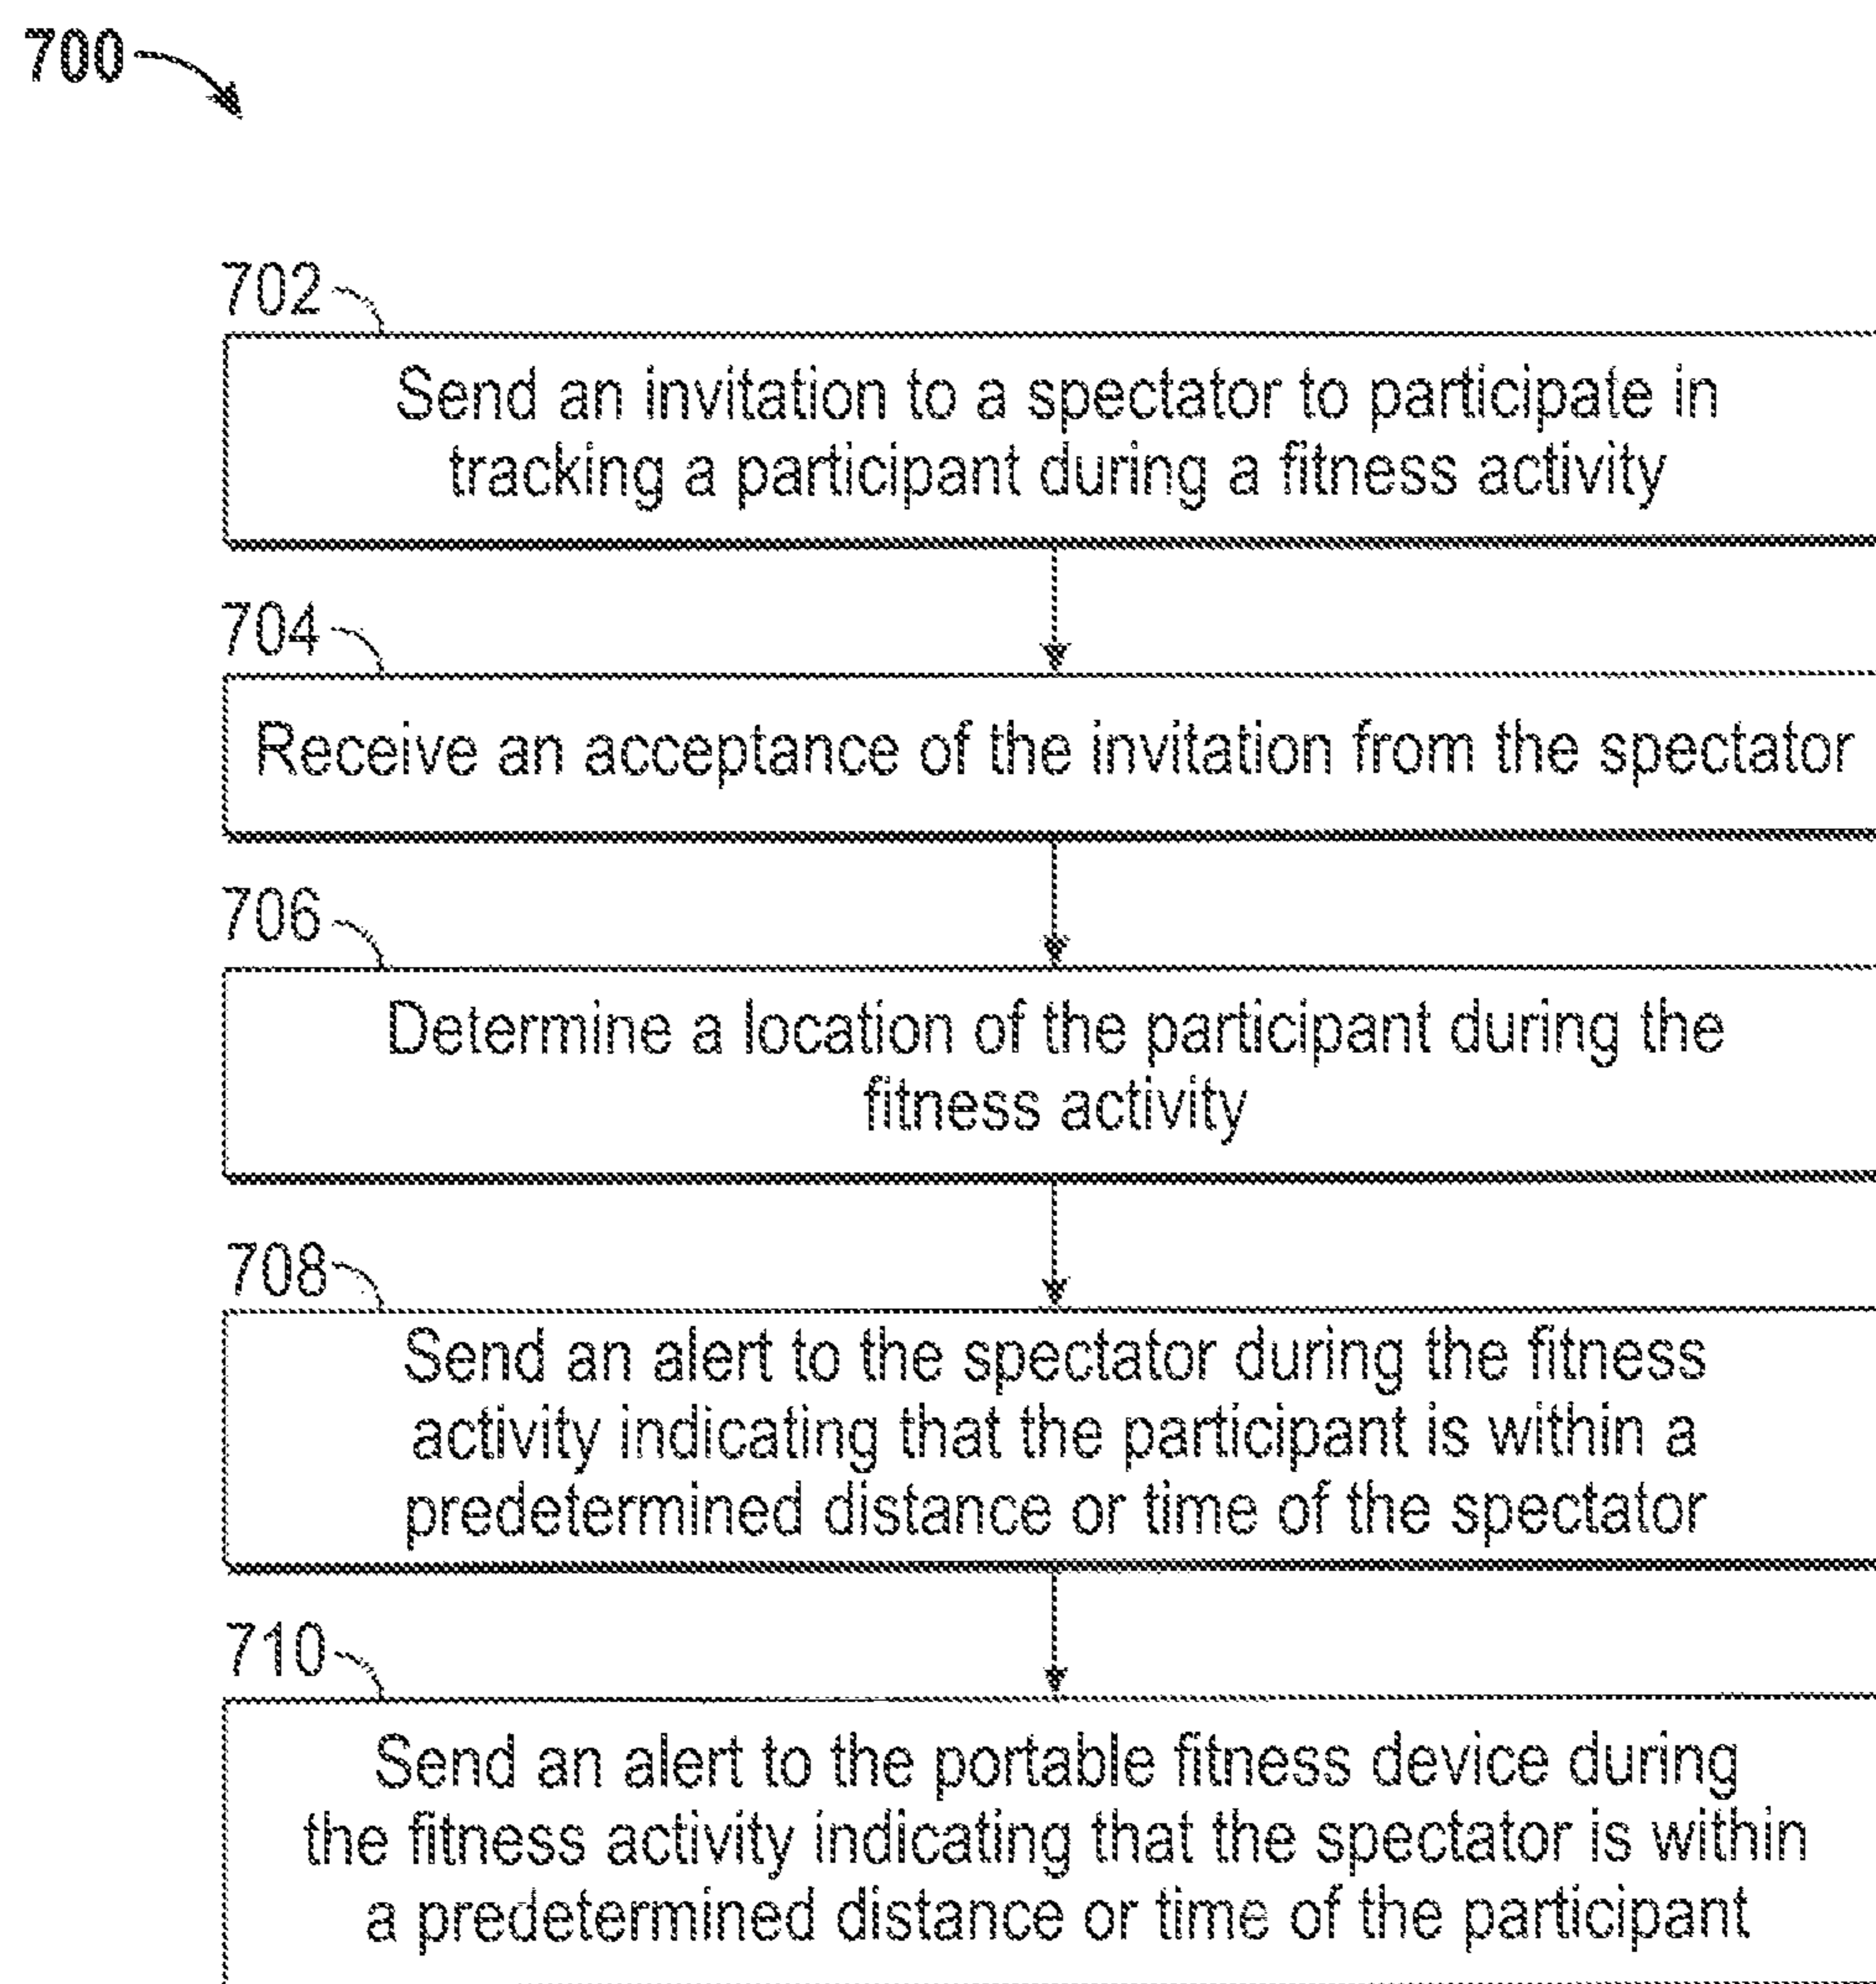 700
702
Send an invitation to a spectator to participate in
tracking a participant during a fitness activity
704
Receive an acceptance of the invitation from the spectator
706
Determine a location of the participant during the
fitness activity
708
Send an alert to the spectator during the fitness
activity indicating that the participant is within a
predetermined distance or time of the spectator
710
Send an alert to the portable fitness device during
the fitness activity indicating that the spectator is within
a predetermined distance or time of the participant